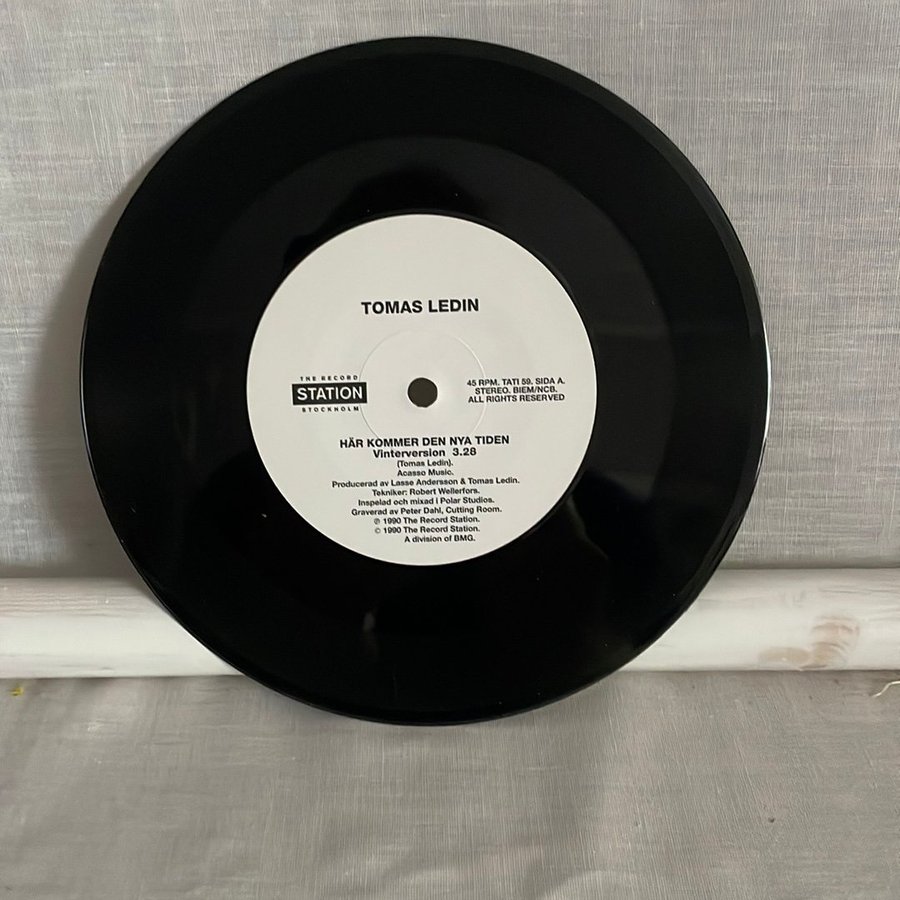 TOMAS LEDIN
THE RECORD
STATION
STOCKHOLM
45 RPM. TATI 59. SIDA A.
STEREO. BIEM/NCB.
ALL RIGHTS RESERVED
HÄR KOMMER DEN NYA TIDEN
Vinterversion 3.28
(Tomas Ledin).
Acasso Music.
Producerad av Lasse Andersson & Tomas Ledin.
Tekniker: Robert Wellerfors.
Inspelad och mixad i Polar Studios.
Graverad av Peter Dahl, Cutting Room.
℗ 1990 The Record Station.
© 1990 The Record Station.
A division of BMG.